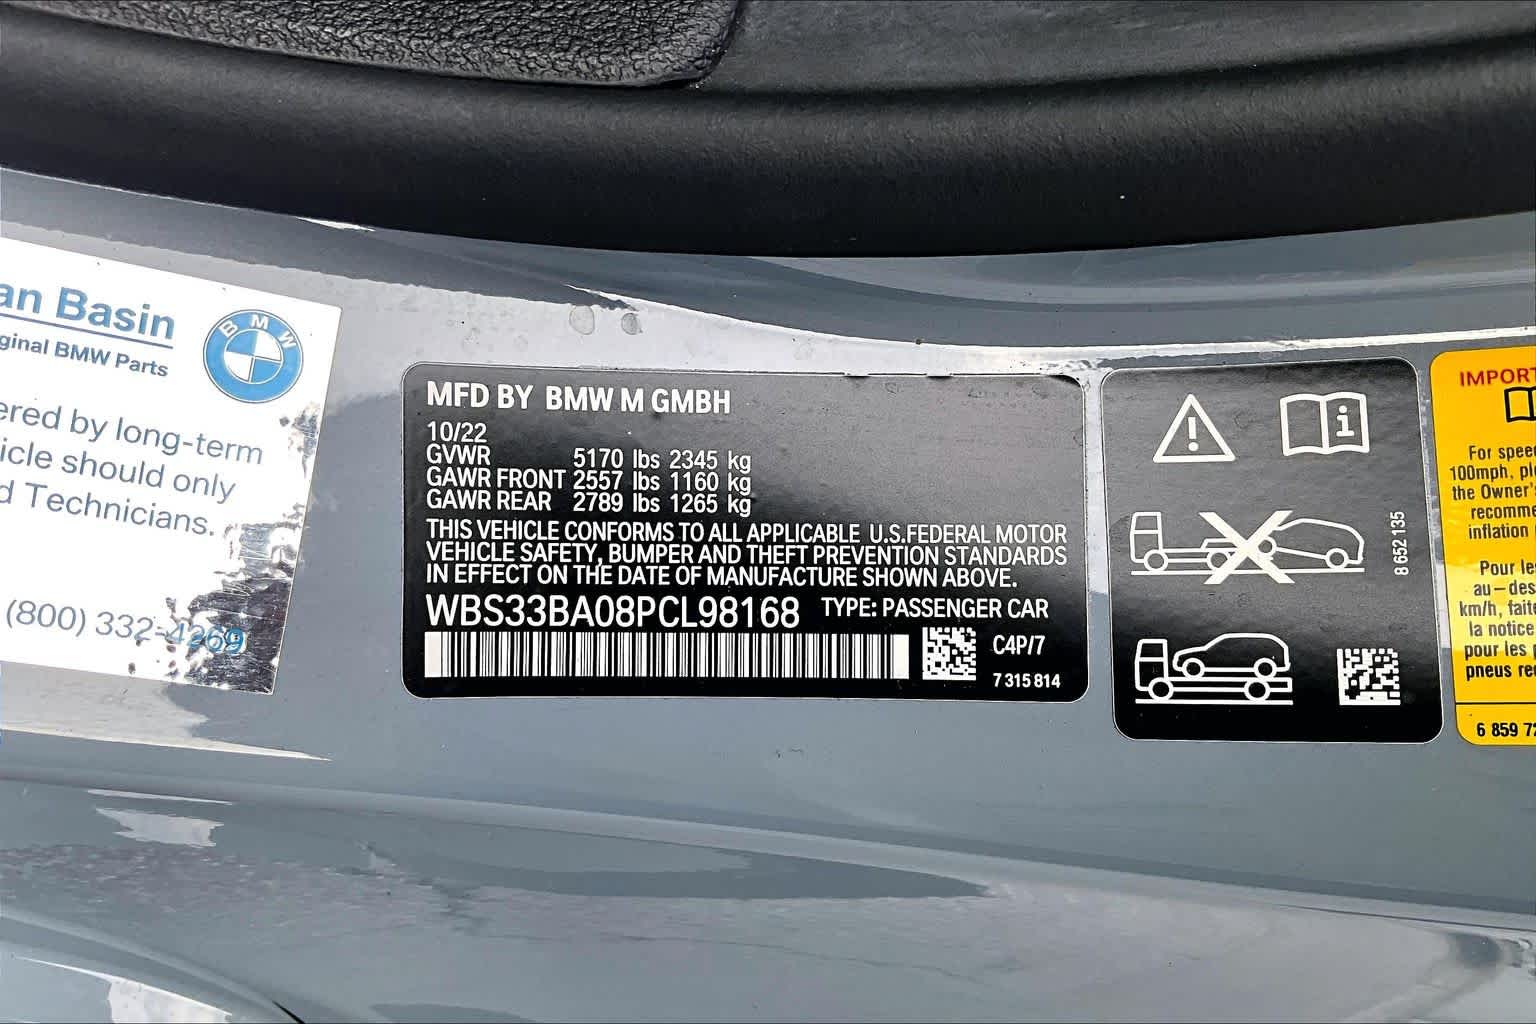 an Basin
ginal BMW Parts
BMW
ered by long-term
icle should only
d Technicians.
(800) 332-4269
MFD BY BMW M GMBH
10/22
GVWR 5170 lbs 2345 kg
GAWR FRONT 2557 lbs 1160 kg
GAWR REAR 2789 lbs 1265 kg
THIS VEHICLE CONFORMS TO ALL APPLICABLE U.S.FEDERAL MOTOR
VEHICLE SAFETY, BUMPER AND THEFT PREVENTION STANDARDS
IN EFFECT ON THE DATE OF MANUFACTURE SHOWN ABOVE.
WBS33BA08PCL98168 TYPE: PASSENGER CAR
C4P/7
7 315 814
8 652 135
IMPORT
For spee
100mph, pl
the Owner's
recomme
inflation
Pour le
au-des
km/h, fait
la notice
pour les
pneus re
6 859 72